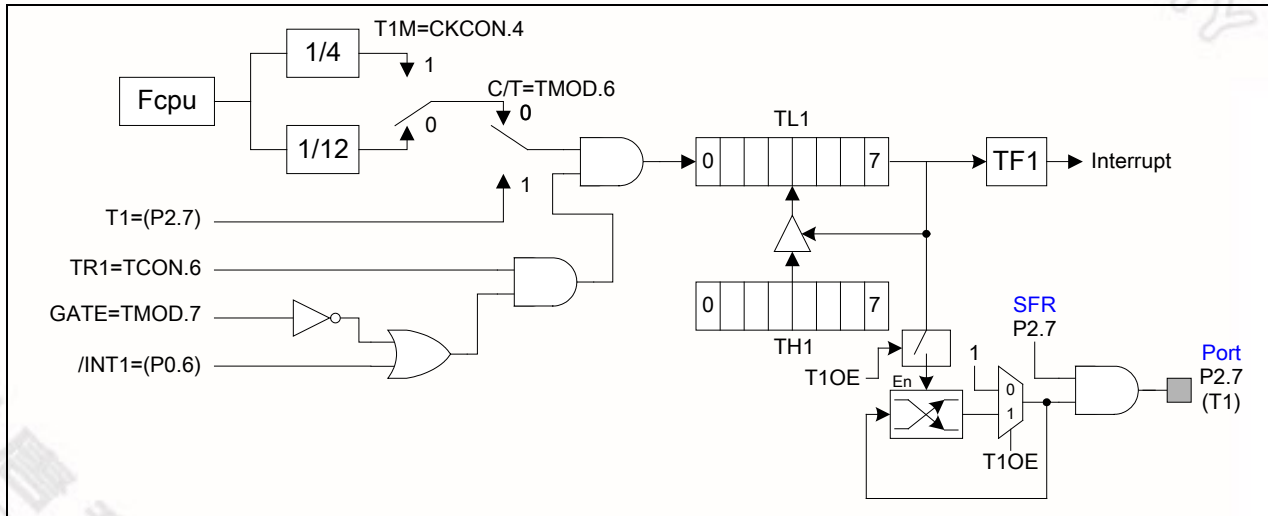 T1M=CKCON.4
1/4
1
Fcpu
C/T=TMOD.6
0
0
1/12
1
TL1
0 7
TF1
Interrupt
T1=(P2.7)
TR1=TCON.6
GATE=TMOD.7
/INT1=(P0.6)
0 7
TH1
SFR
P2.7
Port
P2.7
(T1)
T1OE
1
En
0
1
T1OE